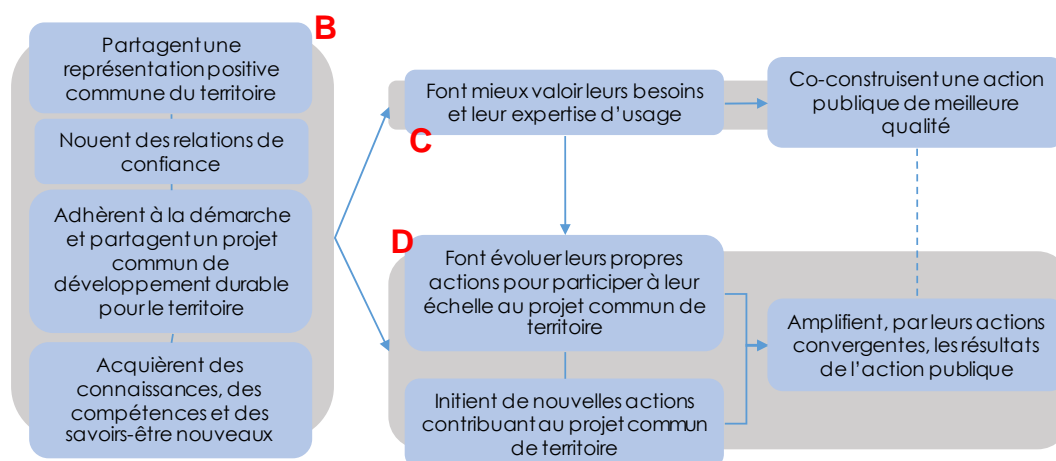 B
Partagent une
représentation positive
commune du territoire
Nouent des relations de
confiance
Adhèrent à la démarche
et partagent un projet
commun de
développement durable
pour le territoire
Acquièrent des
connaissances, des
compétences et des
savoirs-être nouveaux
Font mieux valoir leurs besoins
et leur expertise d'usage
C
Co-construisent une action
publique de meilleure
qualité
D
Font évoluer leurs propres
actions pour participer à leur
échelle au projet commun de
territoire
Initient de nouvelles actions
contribuant au projet commun
de territoire
Amplifient, par leurs actions
convergentes, les résultats
de l'action publique